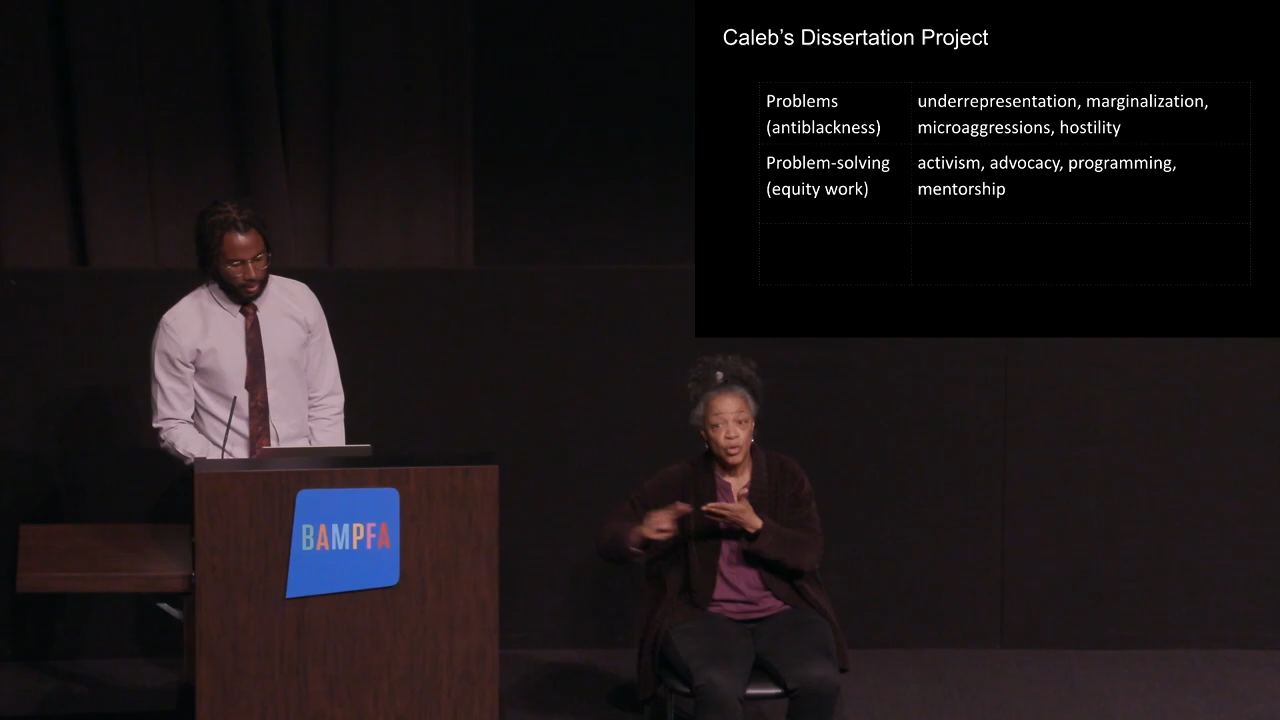 Caleb's Dissertation Project
Problems
(antiblackness)
underrepresentation, marginalization,
microaggressions, hostility
Problem-solving
(equity work)
activism, advocacy, programming,
mentorship
BAMPFA